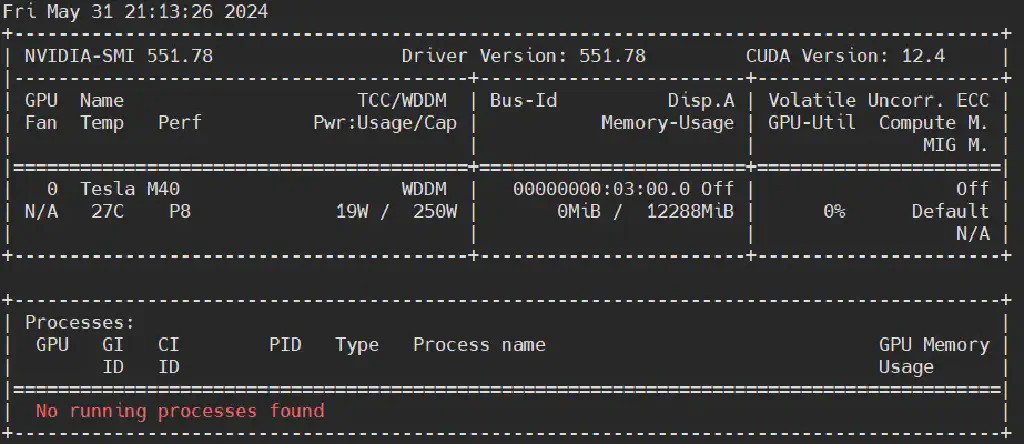 Fri May 31 21:13:26 2024
+-----------------------------------------------------------------------------------------+
| NVIDIA-SMI 551.78                 Driver Version: 551.78         CUDA Version: 12.4     |
|-----------------------------------------+------------------------+----------------------+
| GPU  Name                     TCC/WDDM  | Bus-Id          Disp.A | Volatile Uncorr. ECC |
| Fan  Temp   Perf          Pwr:Usage/Cap |           Memory-Usage | GPU-Util  Compute M. |
|                                         |                        |               MIG M. |
|=========================================+========================+======================|
|   0  Tesla M40                    WDDM  |   00000000:03:00.0 Off |                  Off |
| N/A   27C    P8             19W /  250W |       0MiB /  12288MiB |      0%      Default |
|                                         |                        |                  N/A |
+-----------------------------------------+------------------------+----------------------+
+-----------------------------------------------------------------------------------------+
| Processes:                                                                              |
|  GPU   GI   CI        PID   Type   Process name                              GPU Memory |
|        ID   ID                                                               Usage      |
|=========================================================================================|
|  No running processes found                                                             |
+-----------------------------------------------------------------------------------------+